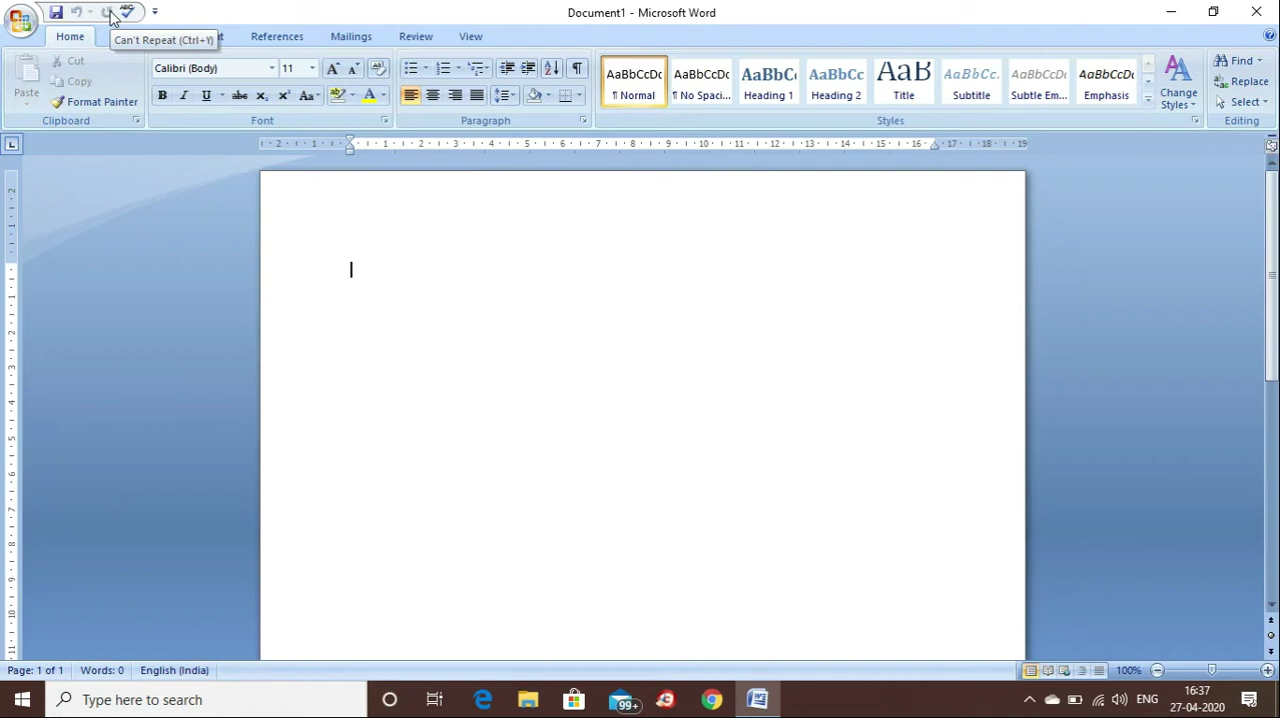 Document1 - Microsoft Word
Home
References
Mailings
Review
View
Can't Repeat (Ctrl+Y)
Paste
Cut
Copy
Format Painter
Clipboard
Calibri (Body)
11
Font
Paragraph
AaBbCcDc
¶ Normal
AaBbCcDc
¶ No Spaci...
AaBbC
Heading 1
AaBbCc
Heading 2
AaB
Title
AaBbCc.
Subtitle
AaBbCcDc
Subtle Em...
AaBbCcDc
Emphasis
Change
Styles
Styles
Find
Replace
Select
Editing
Page: 1 of 1
Words: 0
English (India)
100%
Type here to search
99+
ENG
16:37
27-04-2020